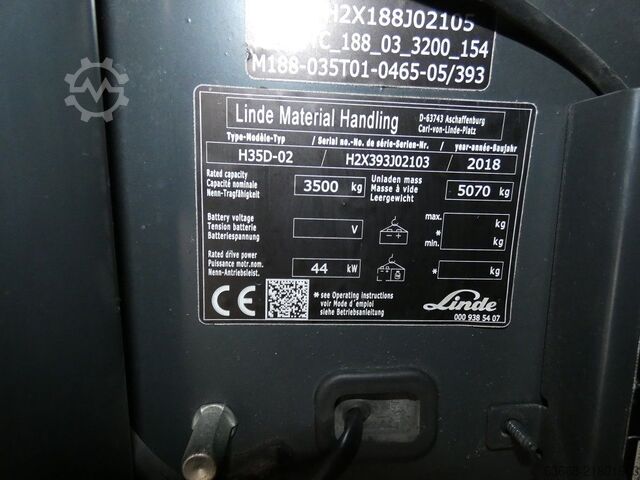 H2X188J02105
C_188_03_3200_154
M188-035T01-0465-05/393
Linde Material Handling
D-63743 Aschaffenburg
Carl-von-Linde-Platz
Type-Modèle-Typ / Serial no.-No. de série-Serien-Nr. / year-année-Baujahr
H35D-02 / H2X393J02103 / 2018
Rated capacity
Capacité nominale
Nenn-Tragfähigkeit
3500 kg
Unladen mass
Masse à vide
Leergewicht
5070 kg
Battery voltage
Tension batterie
Batteriespannung
V
max. kg
*
min. kg
Rated drive power
Puissance motr.nom.
Nenn-Antriebsleist.
44 kW
* kg
CE
* see Operating instructions
voir Mode d'emploi
siehe Betriebsanleitung
Linde
000 938 54 07